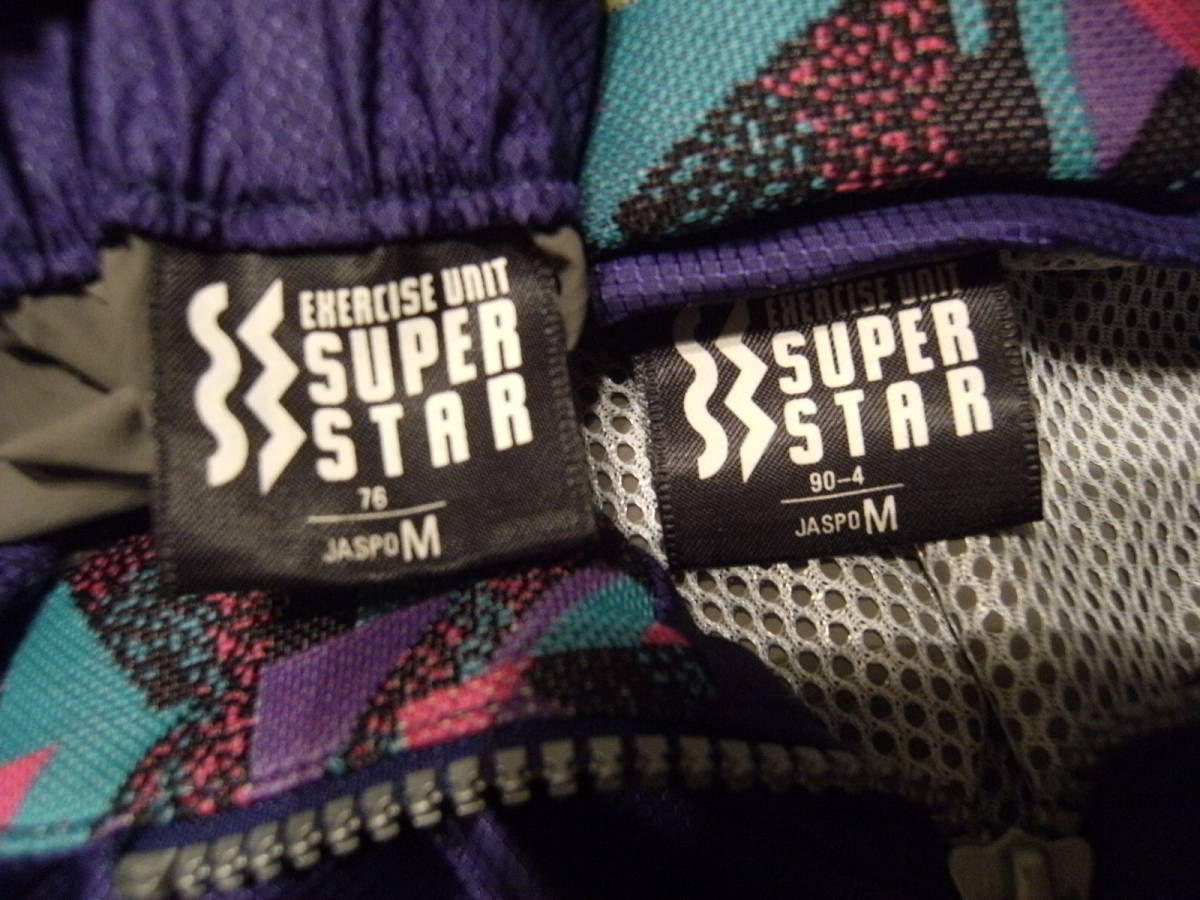 EXERCISE UNIT
SUPER
STAR
76
JASPO M
EXERCISE UNIT
SUPER
STAR
90-4
JASPO M